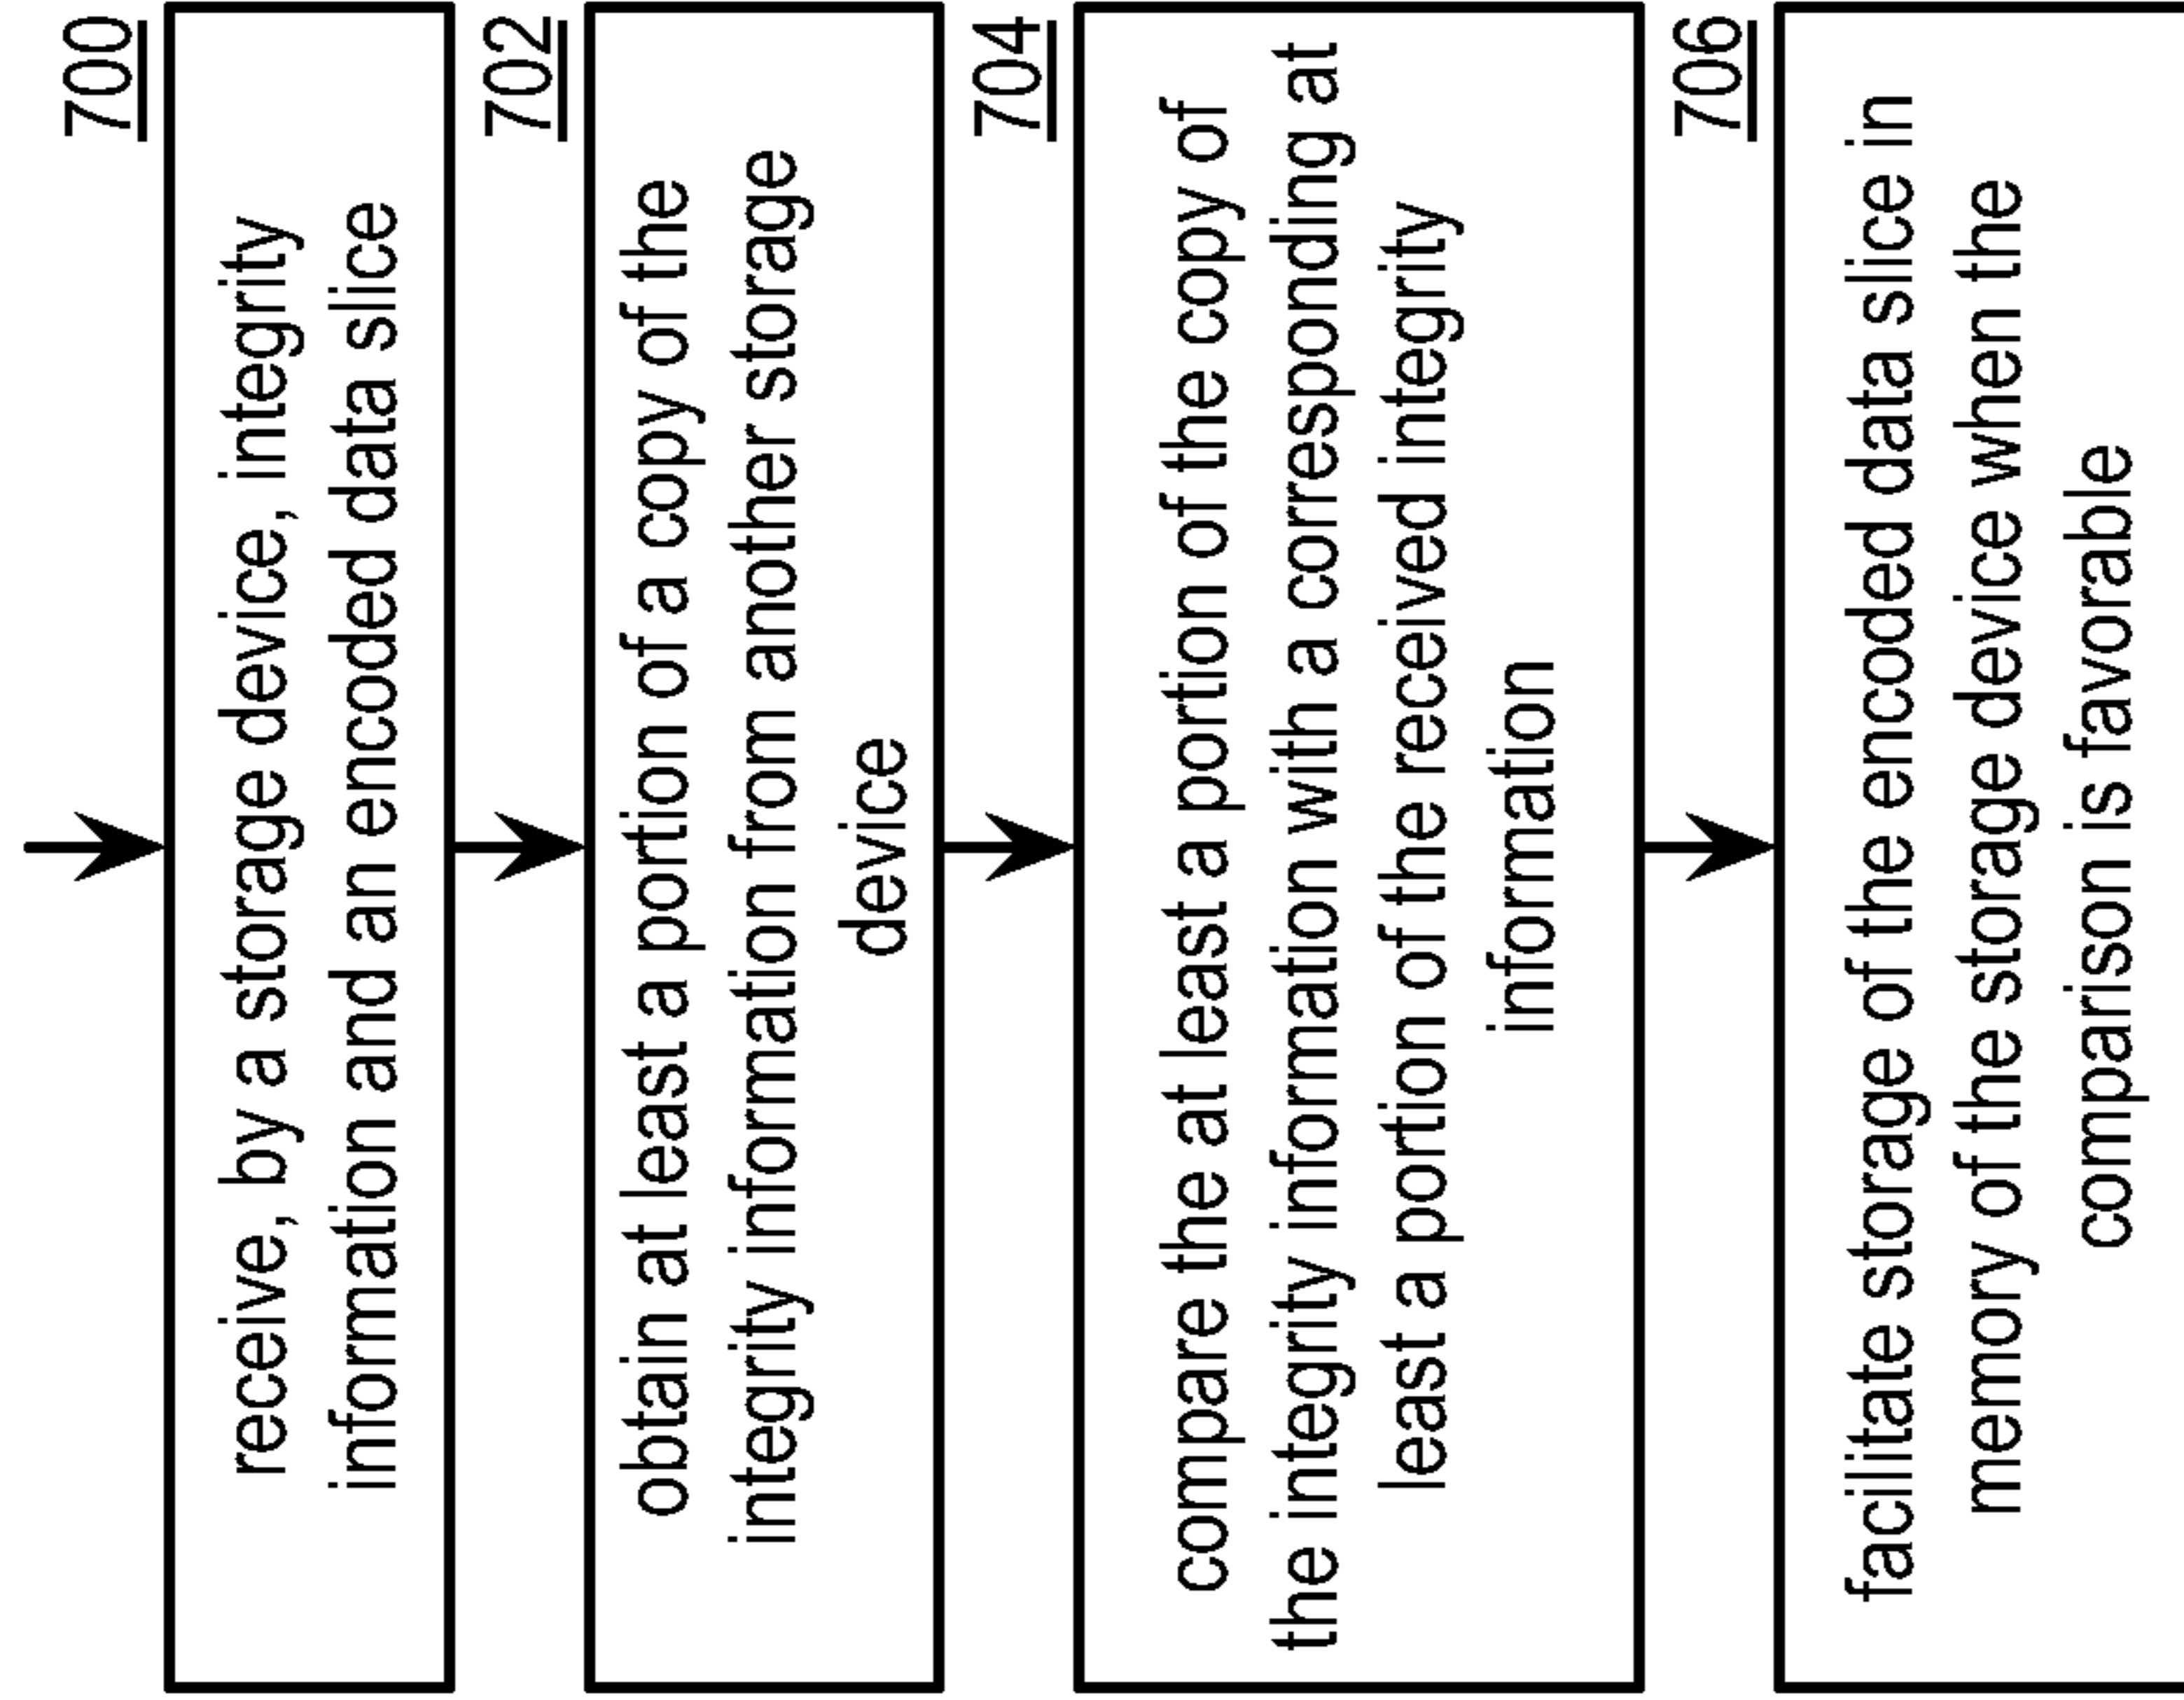 700
receive, by a storage device, integrity
information and an encoded data slice
702
obtain at least a portion of a copy of the
integrity information from another storage
device
704
compare the at least a portion of the copy of
the integrity information with a corresponding at
least a portion of the received integrity
information
706
facilitate storage of the encoded data slice in
memory of the storage device when the
comparison is favorable